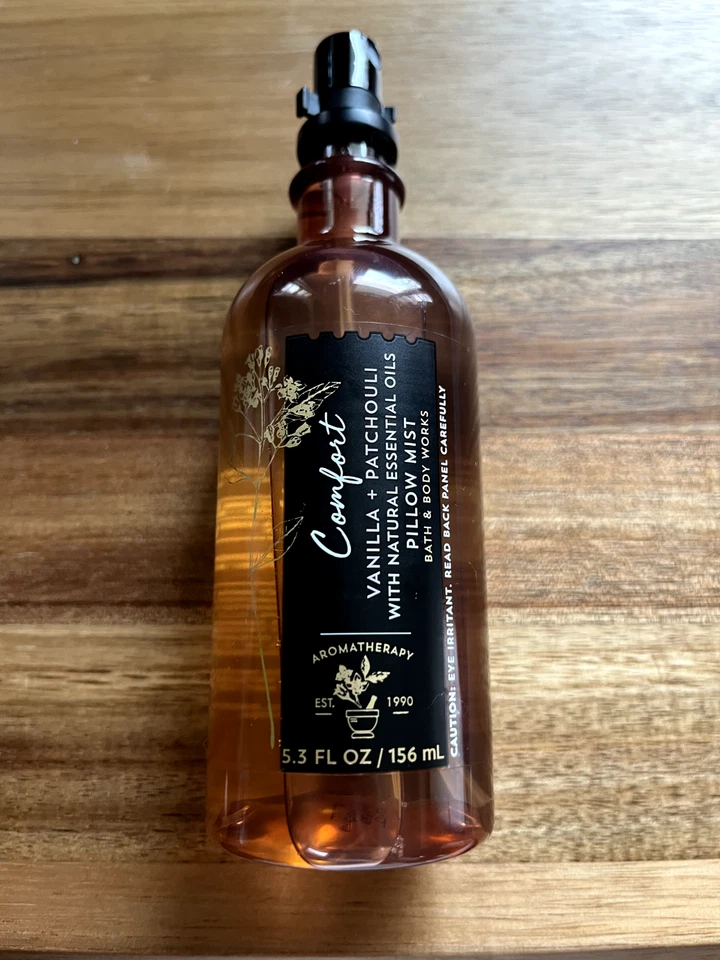 Comfort
VANILLA + PATCHOULI
WITH NATURAL ESSENTIAL OILS
PILLOW MIST
BATH & BODY WORKS
AROMATHERAPY
EST. 1990
5.3 FL OZ / 156 mL
CAUTION: EYE IRRITANT. READ BACK PANEL CAREFULLY